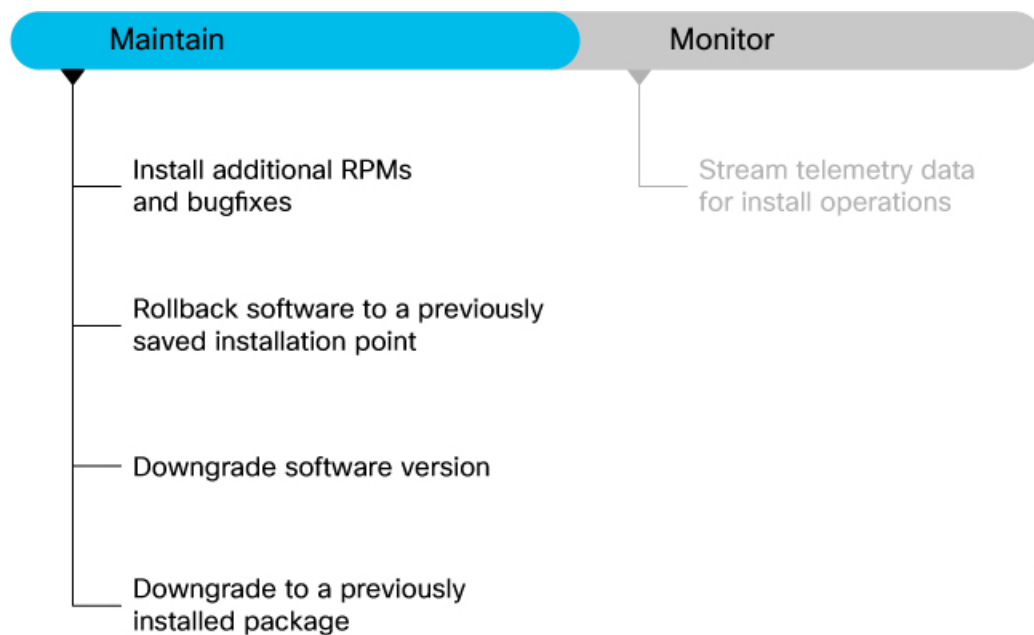 Maintain
Monitor
Install additional RPMs
and bugfixes
Stream telemetry data
for install operations
Rollback software to a previously
saved installation point
Downgrade software version
Downgrade to a previously
installed package